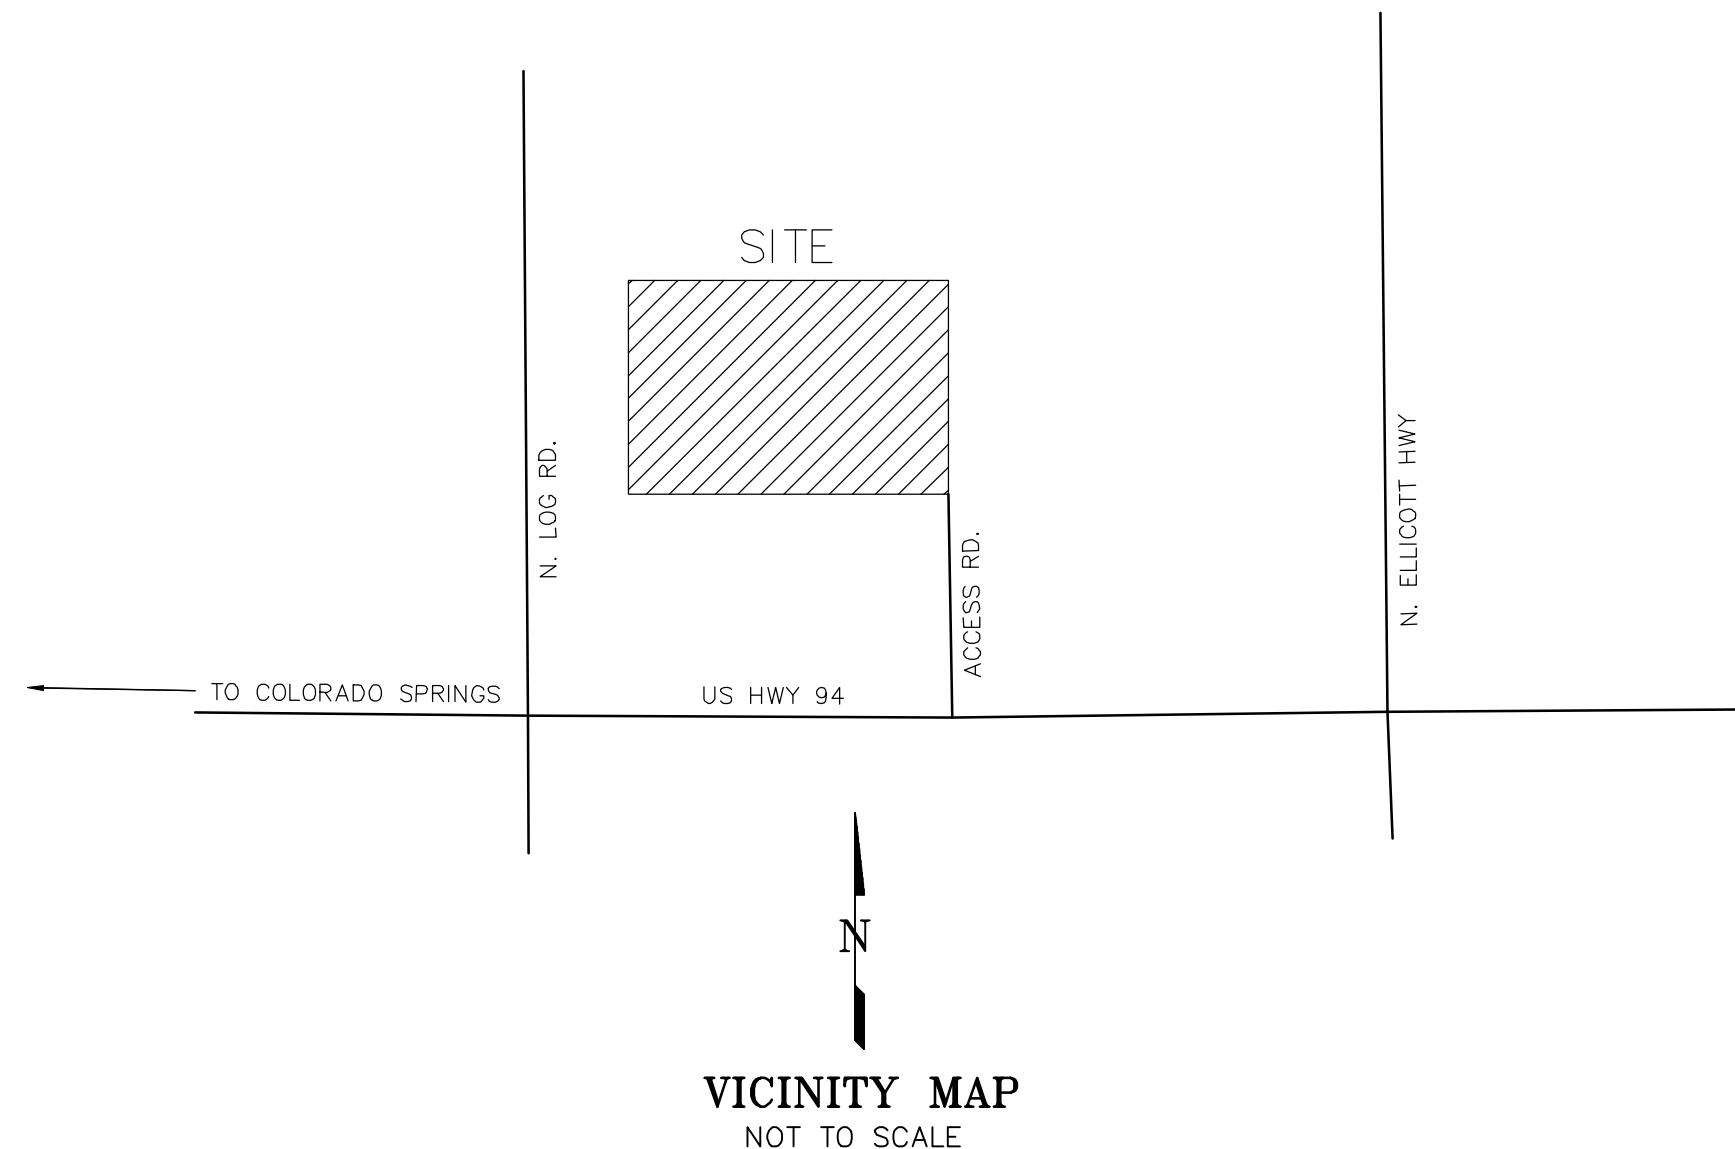 SITE
N. LOG RD.
N. ELLICOTT HWY
ACCESS RD.
TO COLORADO SPRINGS
US HWY 94
N
VICINITY MAP
NOT TO SCALE